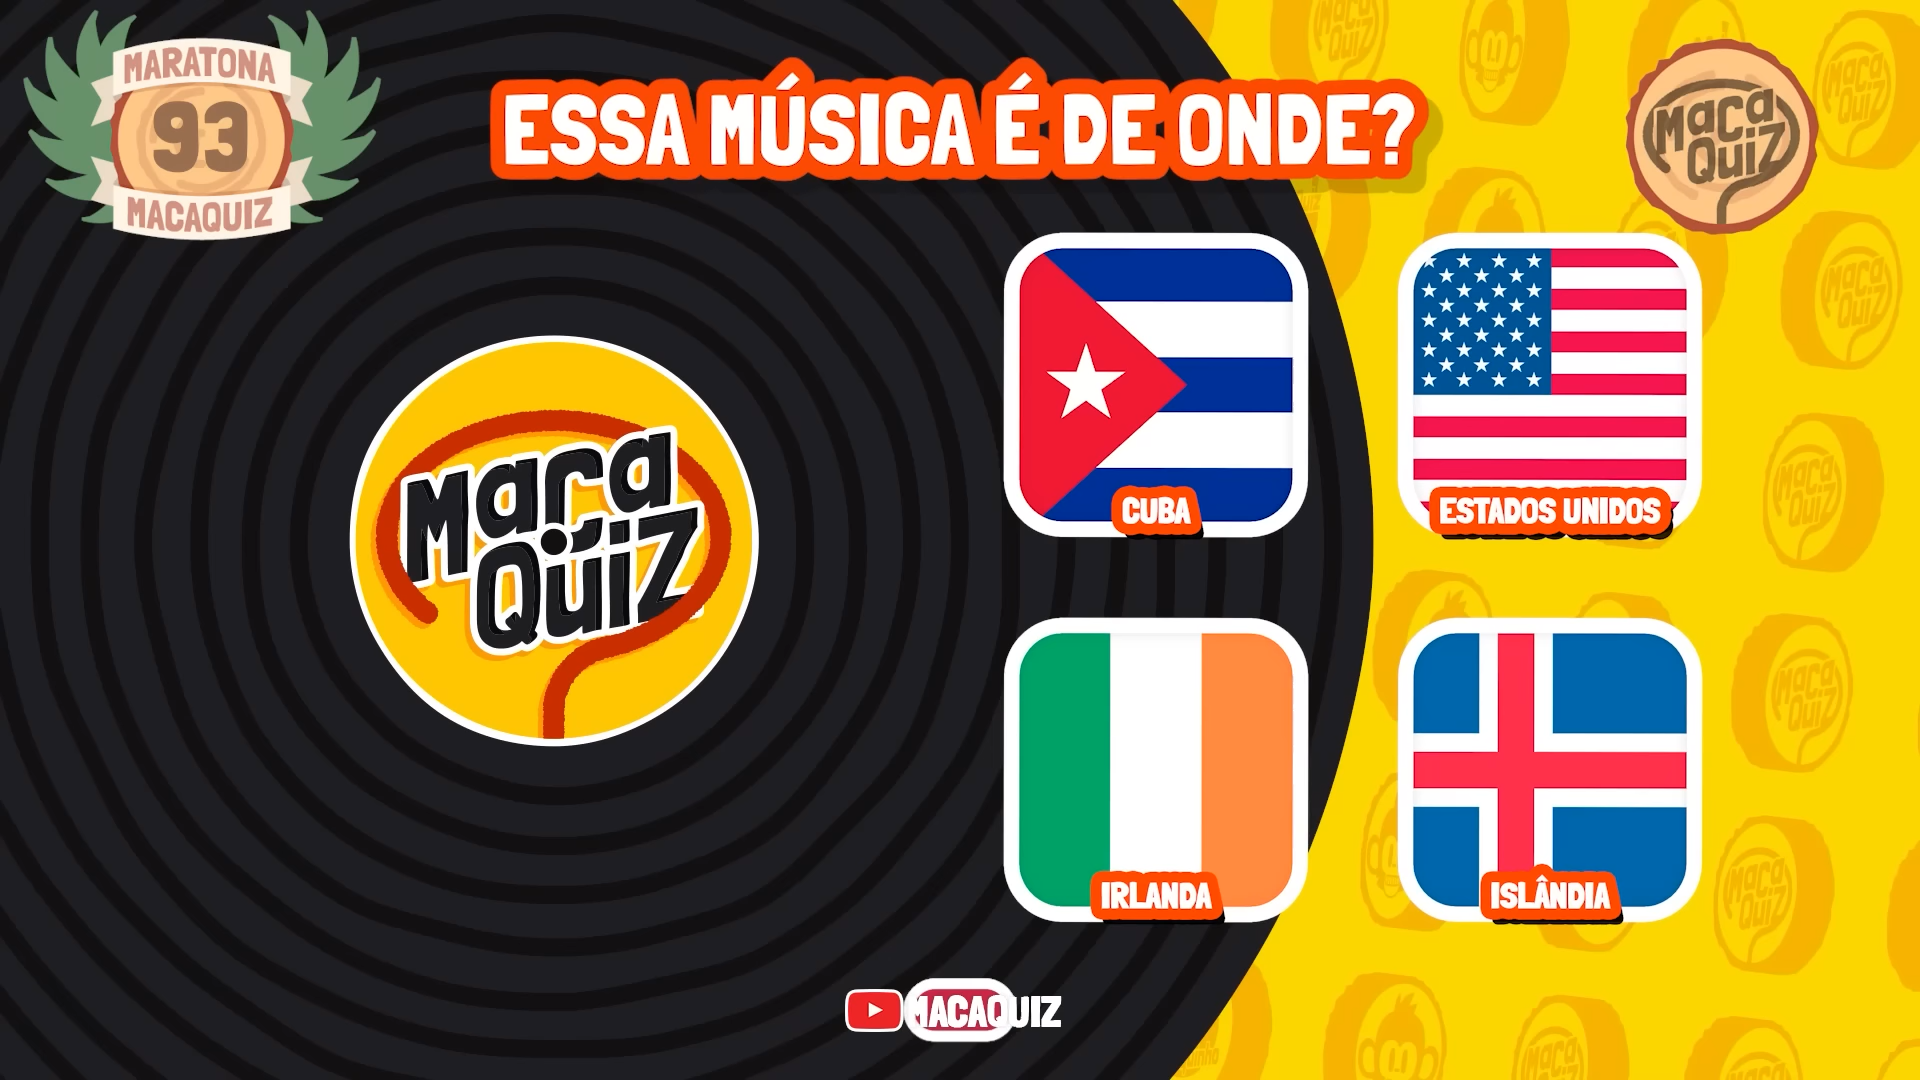 MARATONA
93
MACAQUIZ
ESSA MÚSICA É DE ONDE?
Maca
QuiZ
CUBA
ESTADOS UNIDOS
Maca
QuiZ
IRLANDA
ISLÂNDIA
MACAQUIZ